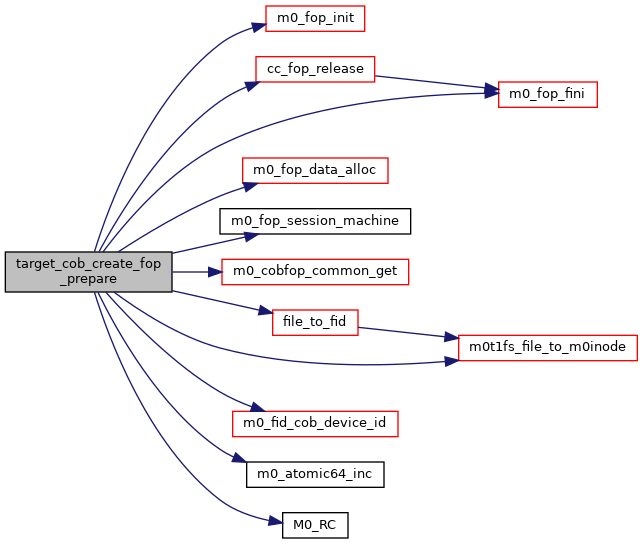 m0_fop_init
cc_fop_release
m0_fop_fini
m0_fop_data_alloc
m0_fop_session_machine
target_cob_create_fop
_prepare
m0_cobfop_common_get
file_to_fid
m0t1fs_file_to_m0inode
m0_fid_cob_device_id
m0_atomic64_inc
M0_RC